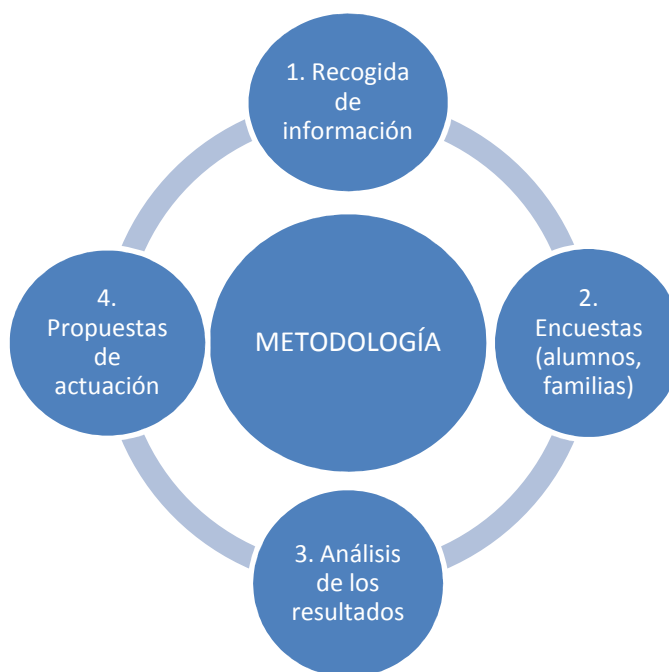 1. Recogida
de
información
METODOLOGÍA
2.
Encuestas
(alumnos,
familias)
3. Análisis
de los
resultados
4.
Propuestas
de
actuación